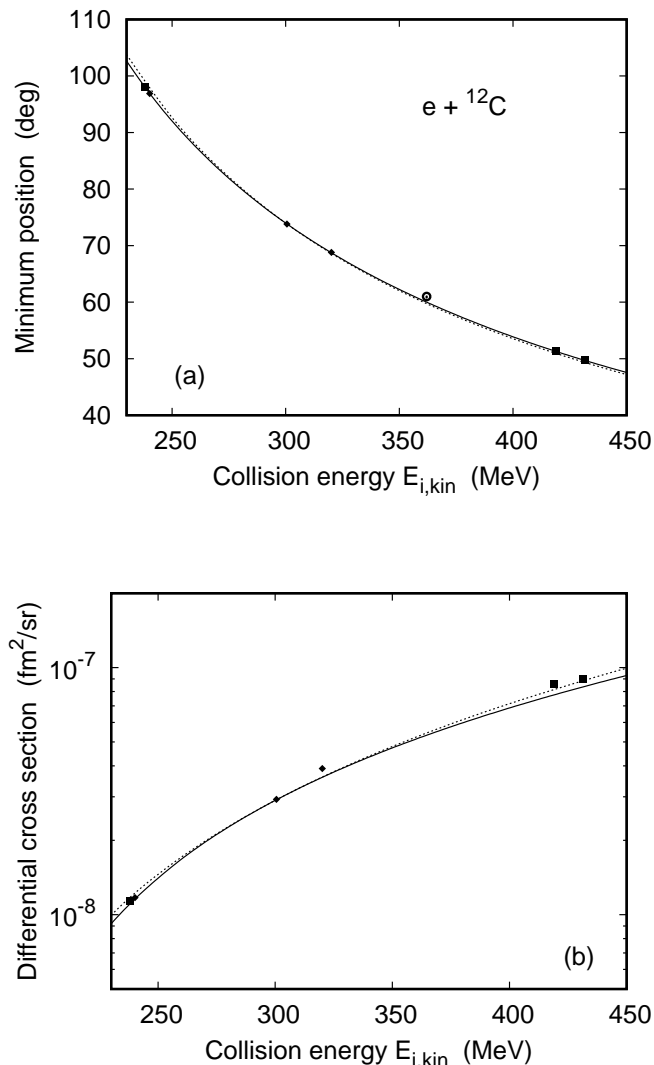 110
100
90
80
70
60
50
40
Minimum position (deg)
e + ¹²C
(a)
250 300 350 400 450
Collision energy E_{i,kin} (MeV)
10⁻⁷
10⁻⁸
Differential cross section (fm²/sr)
(b)
250 300 350 400 450
Collision energy E_{i,kin} (MeV)